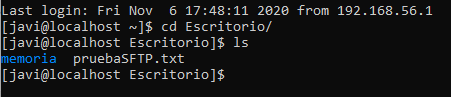 Last login: Fri Nov  6 17:48:11 2020 from 192.168.56.1
[javi@localhost ~]$ cd Escritorio/
[javi@localhost Escritorio]$ ls
memoria  pruebaSFTP.txt
[javi@localhost Escritorio]$